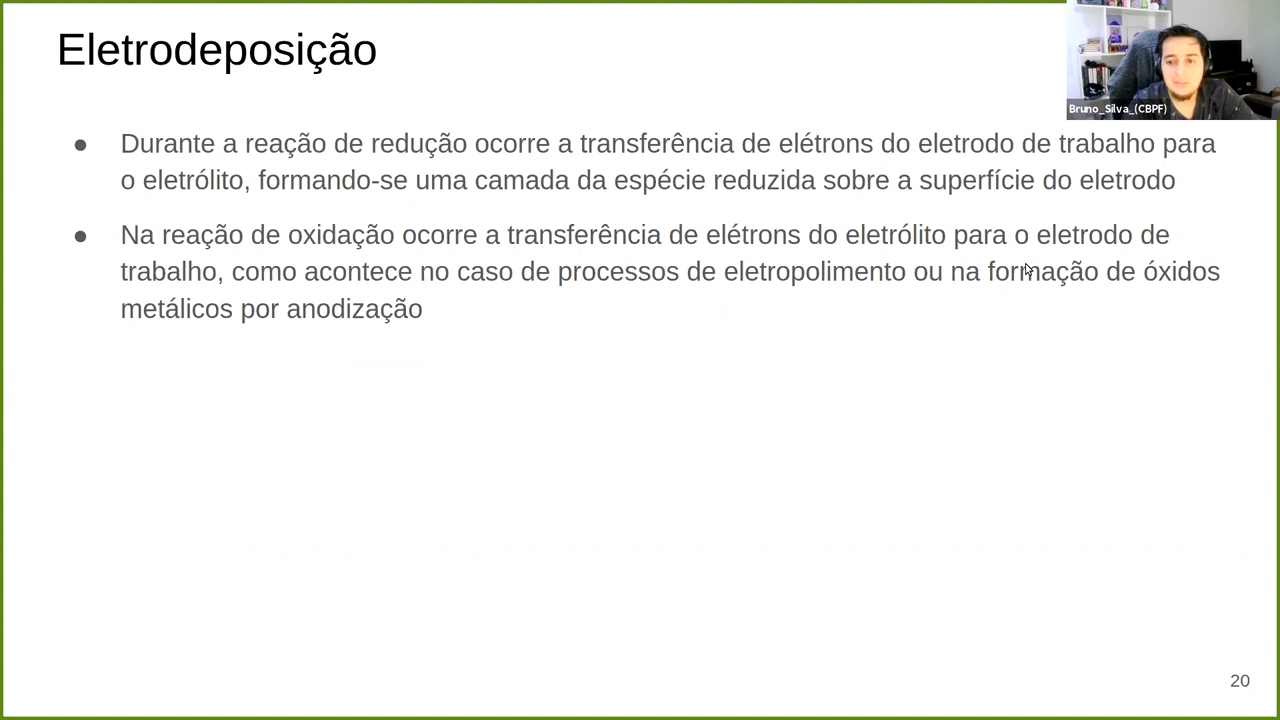 Eletrodeposição
Bruno_Silva_(CBPF)
● Durante a reação de redução ocorre a transferência de elétrons do eletrodo de trabalho para
o eletrólito, formando-se uma camada da espécie reduzida sobre a superfície do eletrodo
● Na reação de oxidação ocorre a transferência de elétrons do eletrólito para o eletrodo de
trabalho, como acontece no caso de processos de eletropolimento ou na formação de óxidos
metálicos por anodização
20